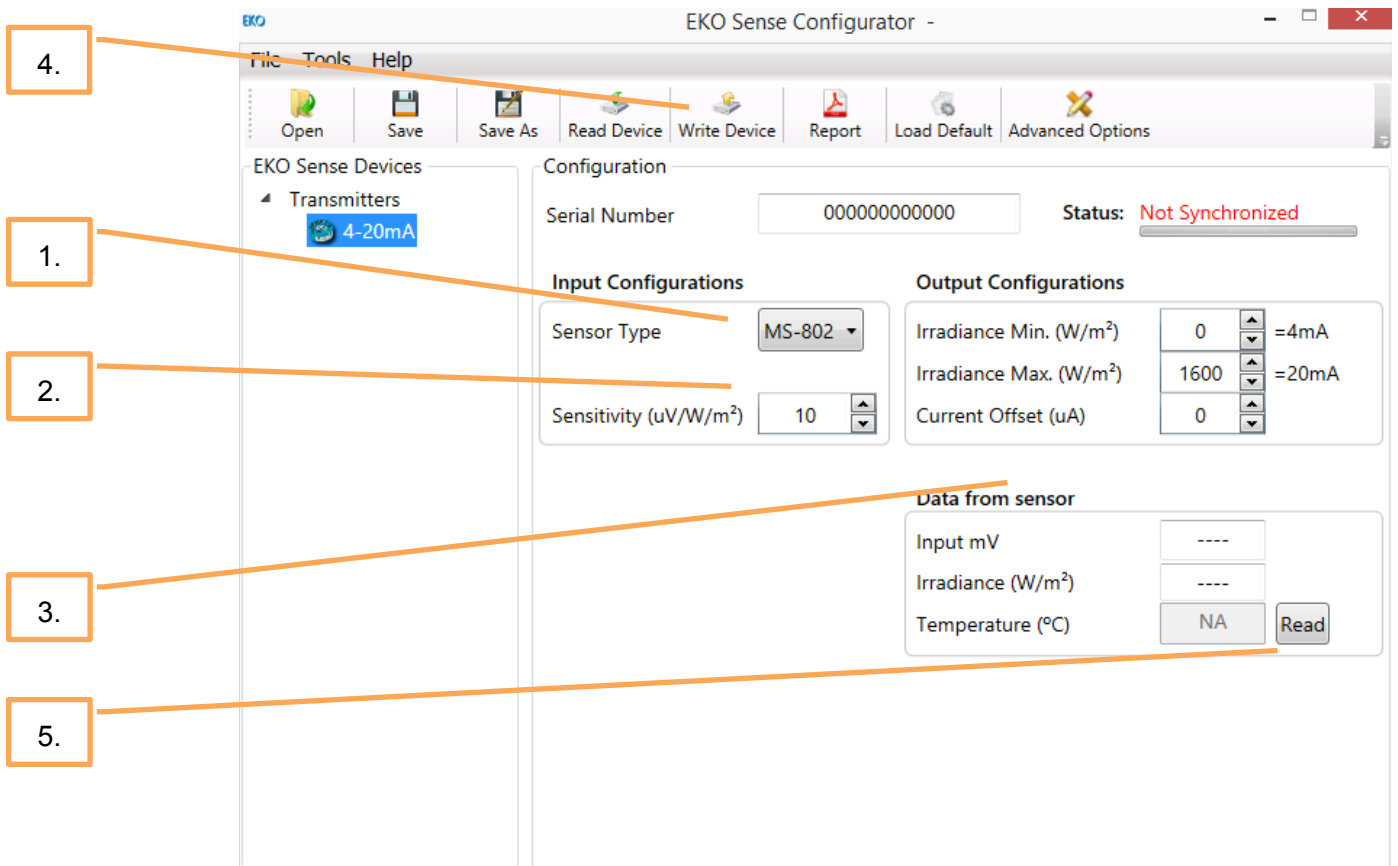 EKO
EKO Sense Configurator -
4.
File Tools Help
Open Save Save As Read Device Write Device Report Load Default Advanced Options
EKO Sense Devices
Transmitters
4-20mA
1.
2.
3.
5.
Configuration
Serial Number 000000000000 Status: Not Synchronized
Input Configurations
Sensor Type MS-802
Sensitivity (uV/W/m²) 10
Output Configurations
Irradiance Min. (W/m²) 0 =4mA
Irradiance Max. (W/m²) 1600 =20mA
Current Offset (uA) 0
Data from sensor
Input mV ----
Irradiance (W/m²) ----
Temperature (ºC) NA Read